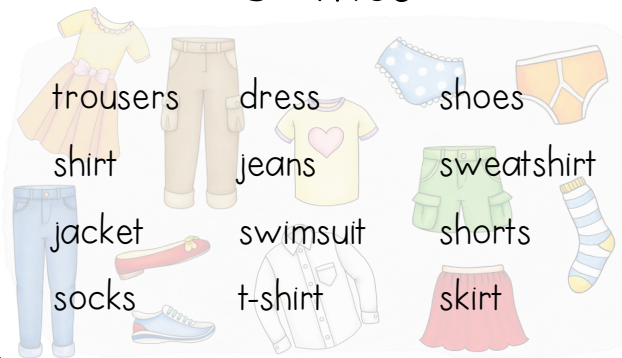 trousers dress shoes
shirt jeans sweatshirt
jacket swimsuit shorts
socks t-shirt skirt